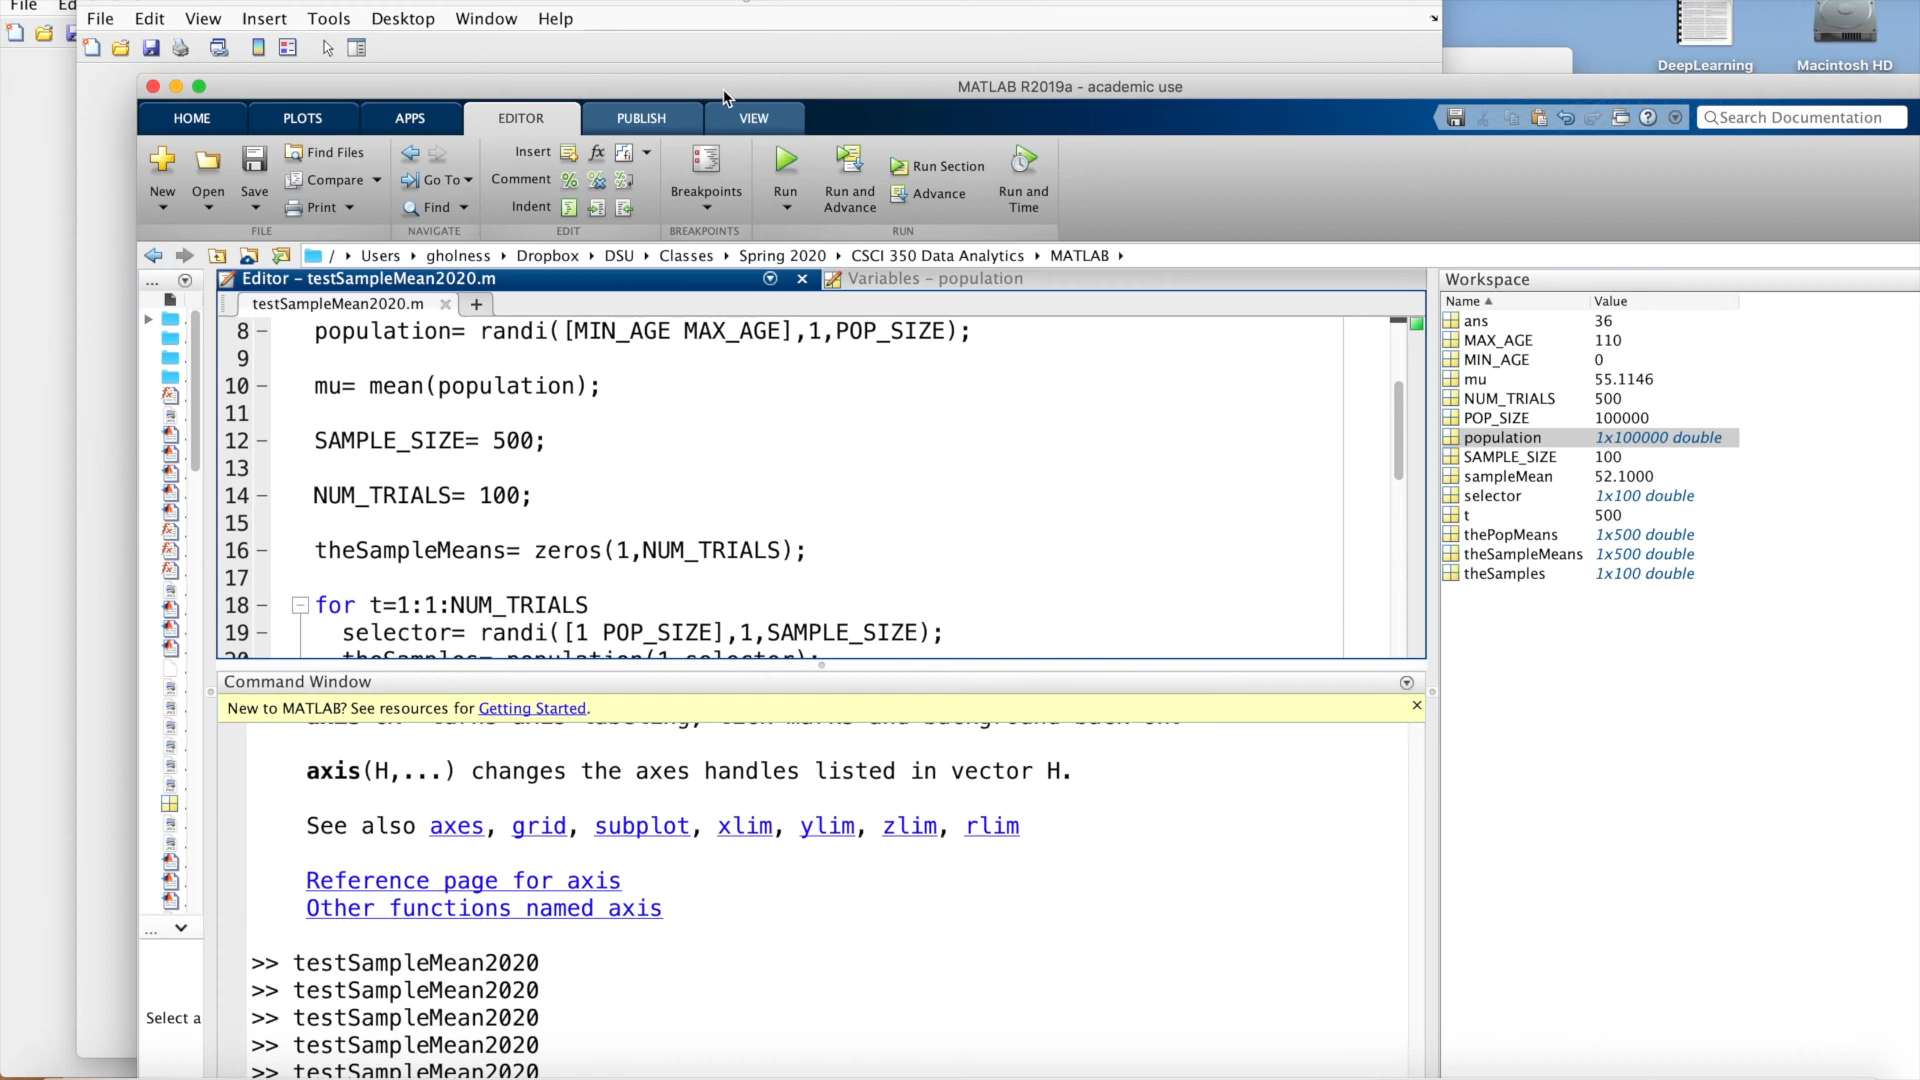 File Ed
File Edit View Insert Tools Desktop Window Help
DeepLearning
Macintosh HD
MATLAB R2019a - academic use
HOME PLOTS APPS EDITOR PUBLISH VIEW
Search Documentation
New
Open
Save
Find Files
Compare
Print
FILE
Go To
Find
NAVIGATE
Insert
Comment
Indent
EDIT
Breakpoints
BREAKPOINTS
Run
Run and Advance
Run Section
Advance
Run and Time
RUN
/ Users gholness Dropbox DSU Classes Spring 2020 CSCI 350 Data Analytics MATLAB
...
Editor - testSampleMean2020.m
Variables - population
testSampleMean2020.m
+
8 - population= randi([MIN_AGE MAX_AGE],1,POP_SIZE);
9
10 - mu= mean(population);
11
12 - SAMPLE_SIZE= 500;
13
14 - NUM_TRIALS= 100;
15
16 - theSampleMeans= zeros(1,NUM_TRIALS);
17
18 - for t=1:1:NUM_TRIALS
19 - selector= randi([1 POP_SIZE],1,SAMPLE_SIZE);
20 theSamples= population(1,selector);
Command Window
New to MATLAB? See resources for Getting Started.
axis(H,...) changes the axes handles listed in vector H.
See also axes, grid, subplot, xlim, ylim, zlim, rlim
Reference page for axis
Other functions named axis
>> testSampleMean2020
>> testSampleMean2020
>> testSampleMean2020
>> testSampleMean2020
>> testSampleMean2020
...
Select a
Workspace
Name Value
ans 36
MAX_AGE 110
MIN_AGE 0
mu 55.1146
NUM_TRIALS 500
POP_SIZE 100000
population 1x100000 double
SAMPLE_SIZE 100
sampleMean 52.1000
selector 1x100 double
t 500
thePopMeans 1x500 double
theSampleMeans 1x500 double
theSamples 1x100 double